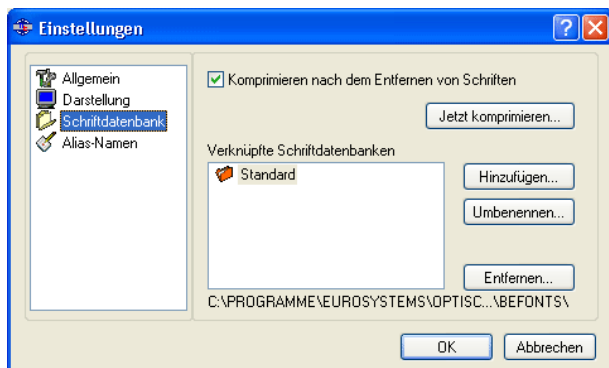 Einstellungen
Allgemein
Darstellung
Schriftdatenbank
Alias-Namen
Komprimieren nach dem Entfernen von Schriften
Jetzt komprimieren...
Verknüpfte Schriftdatenbanken
Standard
Hinzufügen...
Umbenennen...
Entfernen...
C:\PROGRAMME\EUROSYSTEMS\OPTISC...\BEFONTS\
OK
Abbrechen